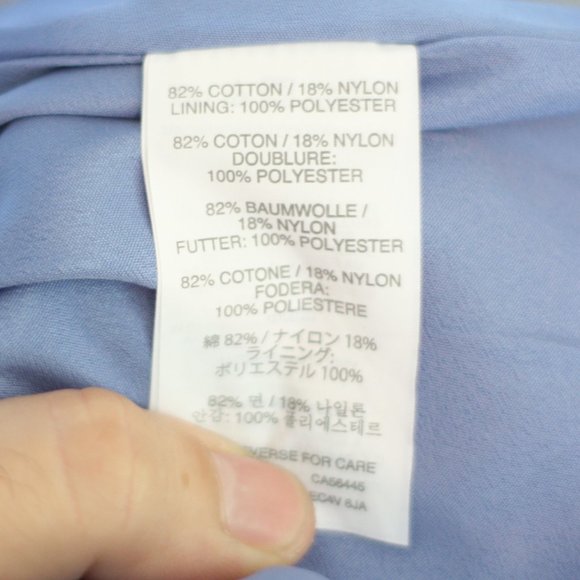 82% COTTON / 18% NYLON
LINING: 100% POLYESTER
82% COTON / 18% NYLON
DOUBLURE:
100% POLYESTER
82% BAUMWOLLE /
18% NYLON
FUTTER: 100% POLYESTER
82% COTONE / 18% NYLON
FODERA:
100% POLIESTERE
綿 82% / ナイロン 18%
ライニング:
ポリエステル 100%
82% 면 / 18% 나일론
안감: 100% 폴리에스테르
FOR CARE
CA56445
6JA